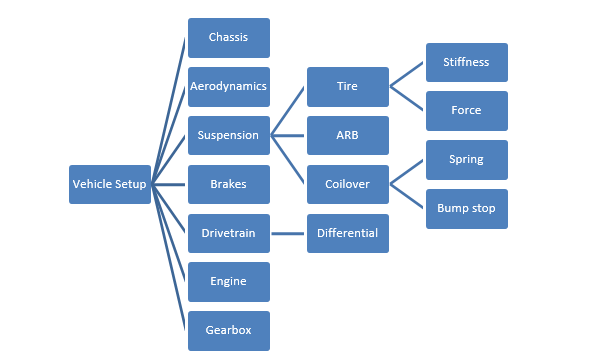 Vehicle Setup
Chassis
Aerodynamics
Suspension
Brakes
Drivetrain
Engine
Gearbox
Tire
ARB
Coilover
Differential
Stiffness
Force
Spring
Bump stop